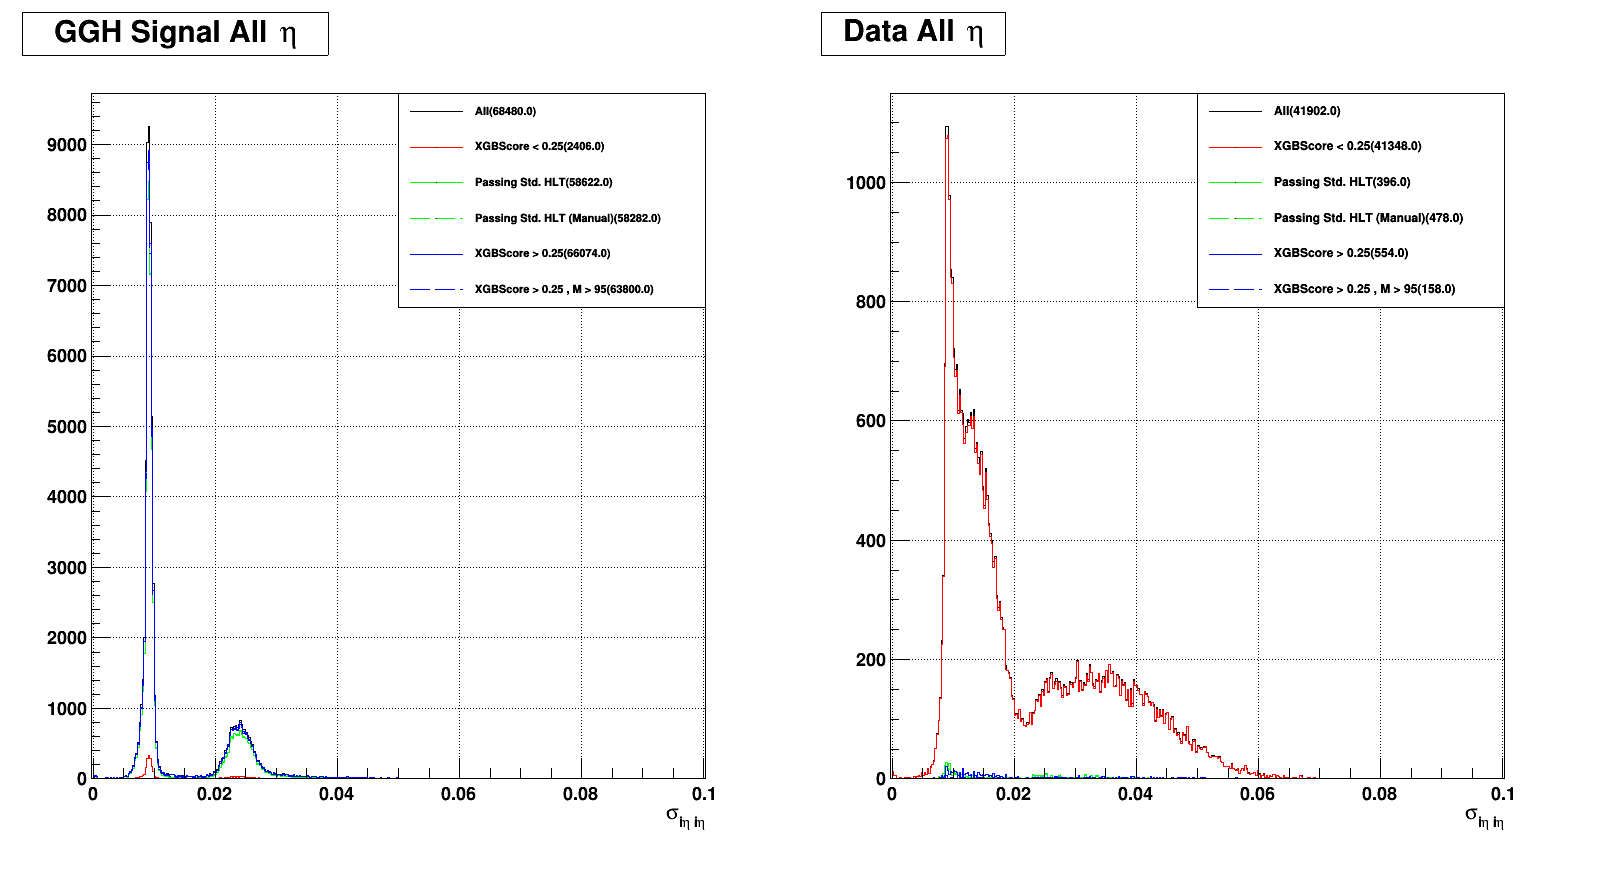 GGH Signal All η
All(68480.0)
XGBScore < 0.25(2406.0)
Passing Std. HLT(58622.0)
Passing Std. HLT (Manual)(58282.0)
XGBScore > 0.25(66074.0)
XGBScore > 0.25 , M > 95(63800.0)
9000
8000
7000
6000
5000
4000
3000
2000
1000
0
0 0.02 0.04 0.06 0.08 0.1
σiη iη
Data All η
All(41902.0)
XGBScore < 0.25(41348.0)
Passing Std. HLT(396.0)
Passing Std. HLT (Manual)(478.0)
XGBScore > 0.25(554.0)
XGBScore > 0.25 , M > 95(158.0)
1000
800
600
400
200
0
0 0.02 0.04 0.06 0.08 0.1
σiη iη